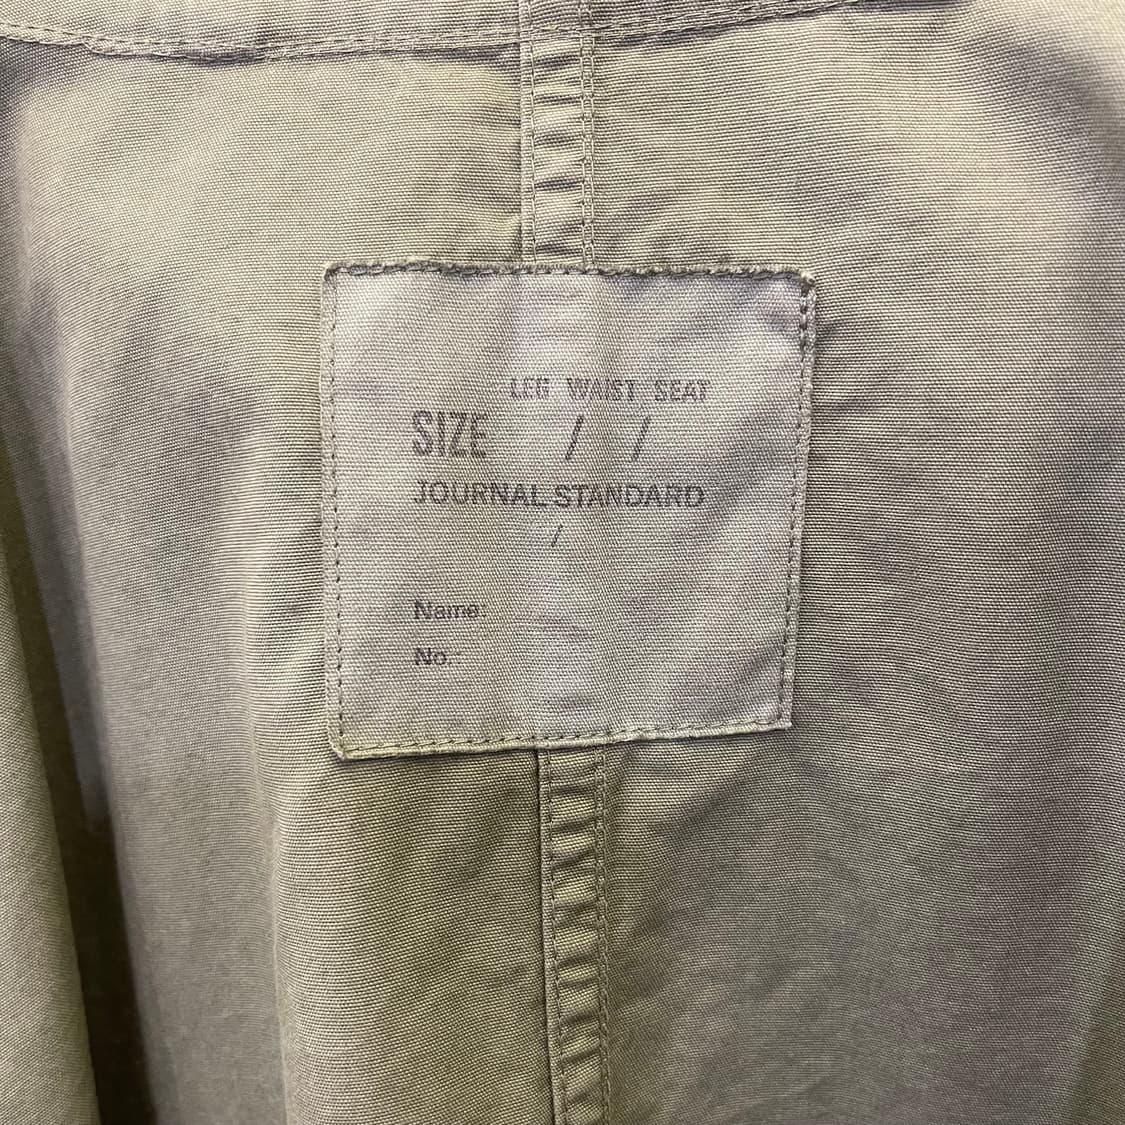 LEG WAIST SEAT
SIZE / /
JOURNAL STANDARD
/
Name:
No.: